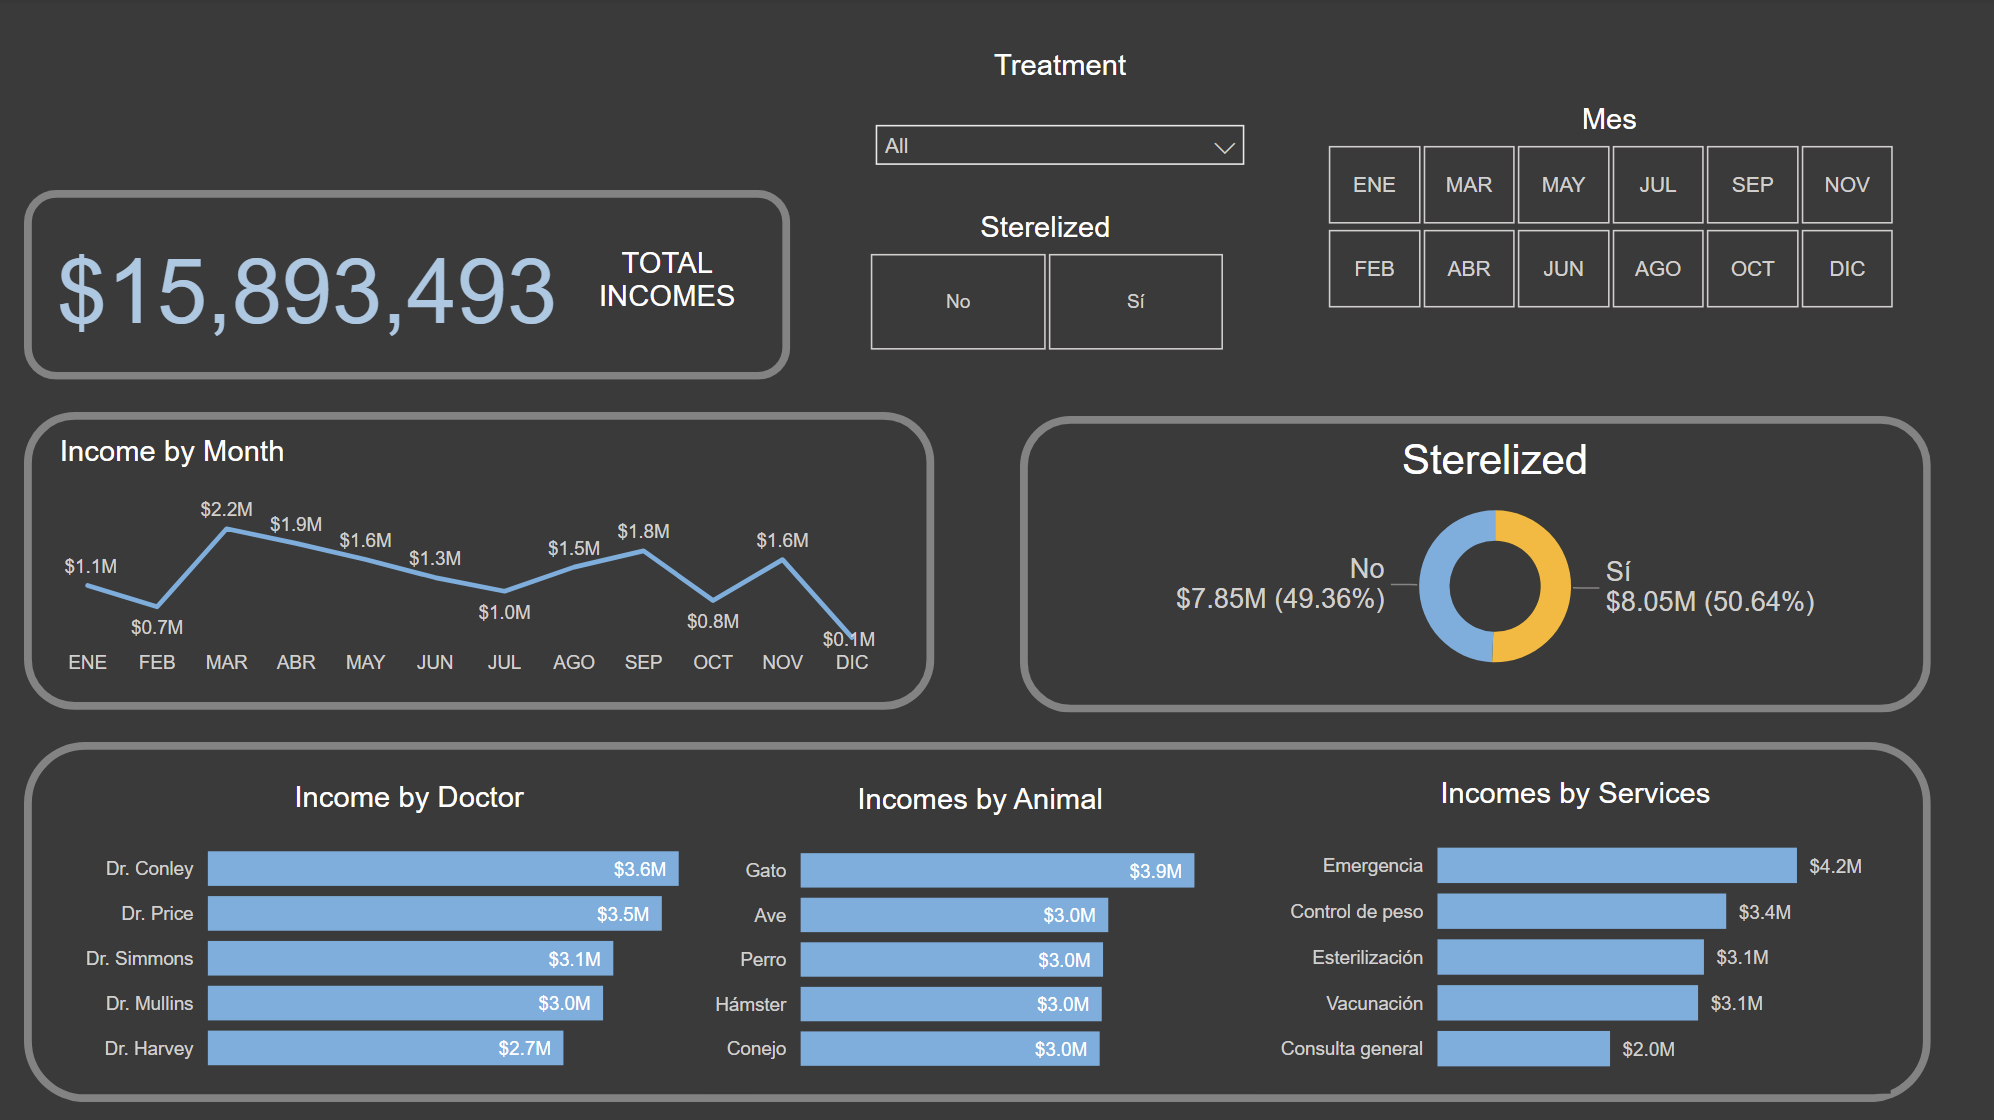 Treatment
All
Mes
ENE MAR MAY JUL SEP NOV
FEB ABR JUN AGO OCT DIC
Sterelized
No Sí
$15,893,493
TOTAL
INCOMES
Income by Month
$1.1M
$0.7M
$2.2M
$1.9M
$1.6M
$1.3M
$1.0M
$1.5M
$1.8M
$0.8M
$1.6M
$0.1M
ENE FEB MAR ABR MAY JUN JUL AGO SEP OCT NOV DIC
Sterelized
No
$7.85M (49.36%)
Sí
$8.05M (50.64%)
Income by Doctor
Dr. Conley $3.6M
Dr. Price $3.5M
Dr. Simmons $3.1M
Dr. Mullins $3.0M
Dr. Harvey $2.7M
Incomes by Animal
Gato $3.9M
Ave $3.0M
Perro $3.0M
Hámster $3.0M
Conejo $3.0M
Incomes by Services
Emergencia $4.2M
Control de peso $3.4M
Esterilización $3.1M
Vacunación $3.1M
Consulta general $2.0M